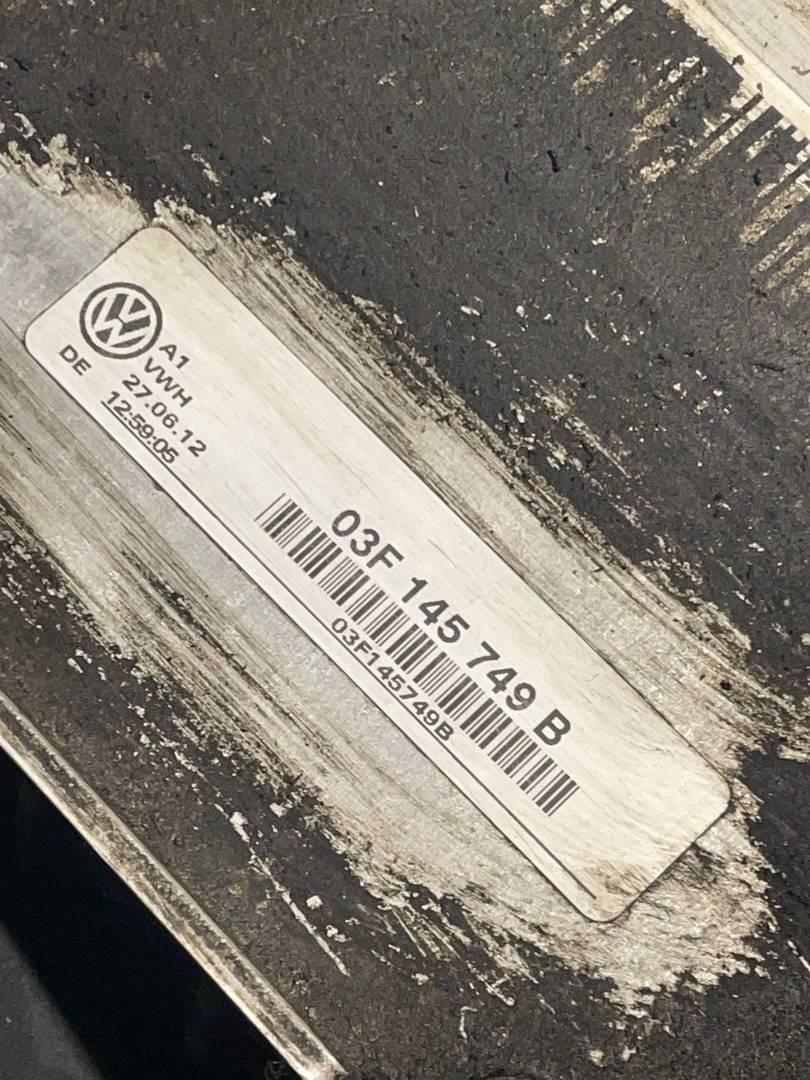 A1
VWH
DE
27.06.12
12:59:05
03F 145 749 B
03F145749B